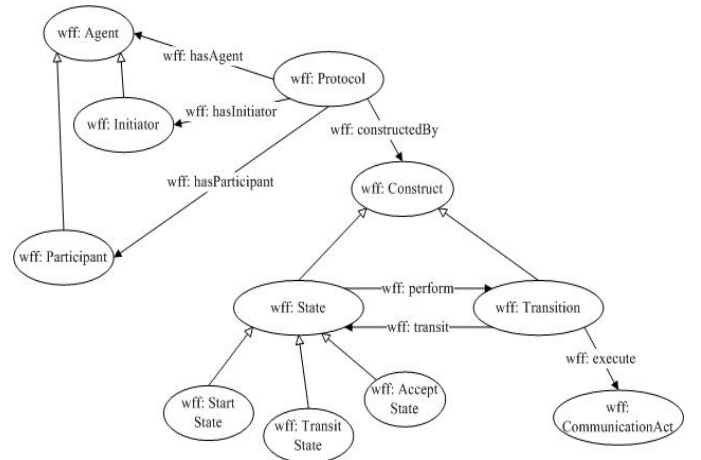 wff: Agent
wff: hasAgent
wff: Protocol
wff: Initiator
wff: hasInitiator
wff: constructedBy
wff: hasParticipant
wff: Construct
wff: Participant
wff: perform
wff: State
wff: Transition
wff: transit
wff: execute
wff: Start
State
wff: Transit
State
wff: Accept
State
wff:
CommunicationAct